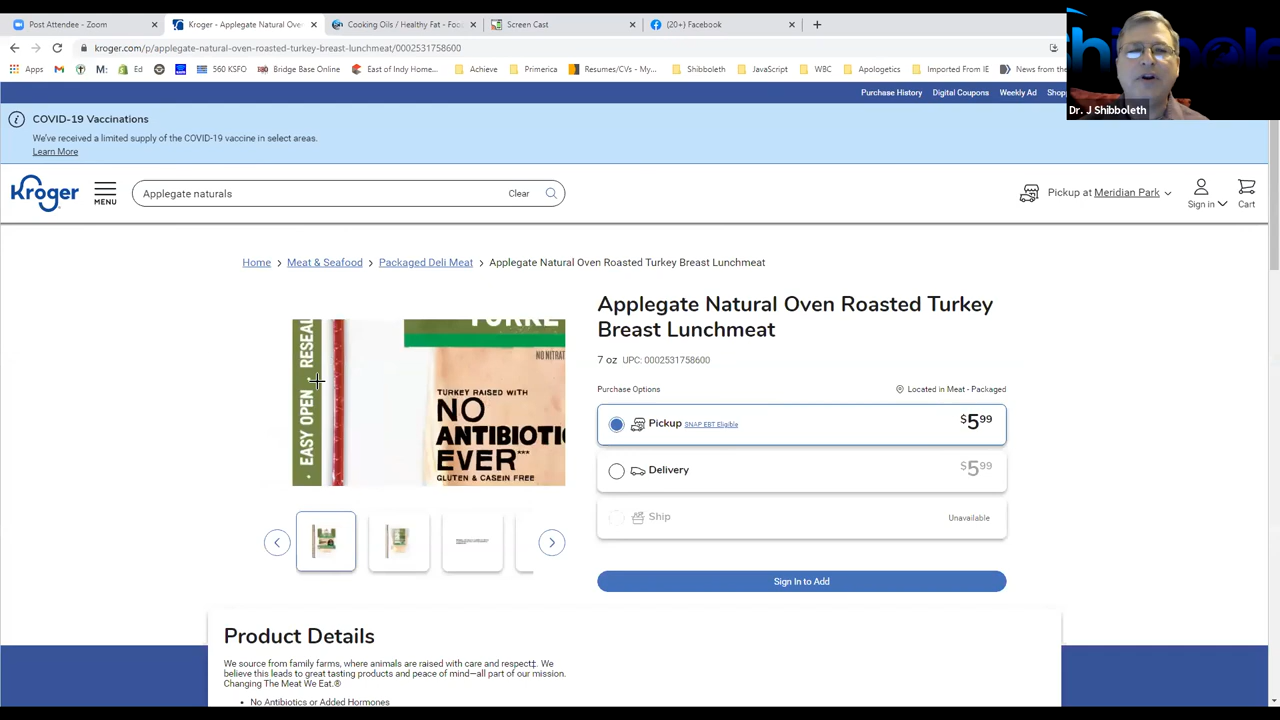 Post Attendee - Zoom
Kroger - Applegate Natural Ove
Cooking Oils / Healthy Fat - Foo
Screen Cast
(20+) Facebook
kroger.com/p/applegate-natural-oven-roasted-turkey-breast-lunchmeat/0002531758600
Apps
Ed
560 KSFO
Bridge Base Online
East of Indy Home...
Achieve
Primerica
Resumes/CVs - My...
Shibboleth
JavaScript
WBC
Apologetics
Imported From IE
News from the
Dr. J Shibboleth
Purchase History
Digital Coupons
Weekly Ad
COVID-19 Vaccinations
We've received a limited supply of the COVID-19 vaccine in select areas.
Learn More
Kroger
MENU
Applegate naturals
Clear
Pickup at Meridian Park
Sign in
Cart
Home > Meat & Seafood > Packaged Deli Meat > Applegate Natural Oven Roasted Turkey Breast Lunchmeat
EASY OPEN • RESEAL
TURKEY RAISED WITH
NO
ANTIBIOTI
EVER***
GLUTEN & CASEIN FREE
Applegate Natural Oven Roasted Turkey
Breast Lunchmeat
7 oz UPC: 0002531758600
Purchase Options
Located in Meat - Packaged
Pickup SNAP EBT Eligible
$5.99
Delivery
$5.99
Ship
Unavailable
Sign In to Add
Product Details
We source from family farms, where animals are raised with care and respect‡. We
believe this leads to great tasting products and peace of mind—all part of our mission.
Changing The Meat We Eat.®
• No Antibiotics or Added Hormones